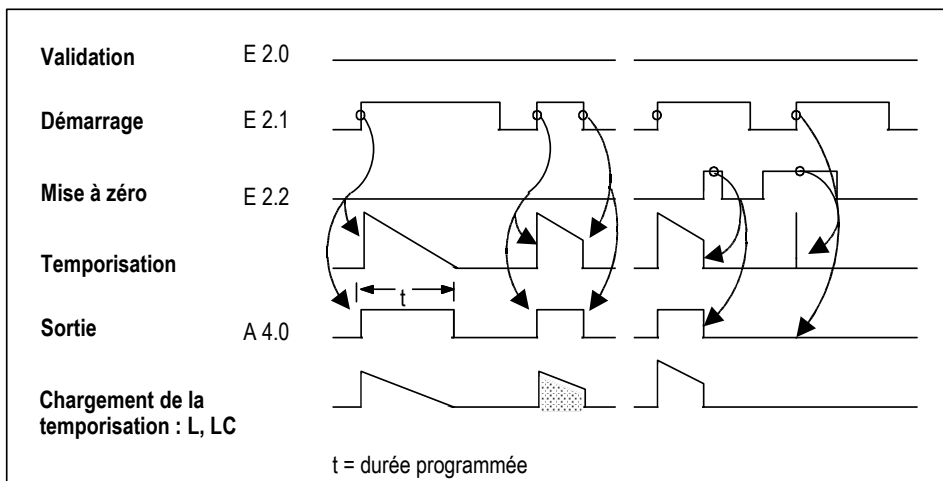 Validation E 2.0
Démarrage E 2.1
Mise à zéro E 2.2
Temporisation
t
Sortie A 4.0
Chargement de la
temporisation : L, LC
t = durée programmée